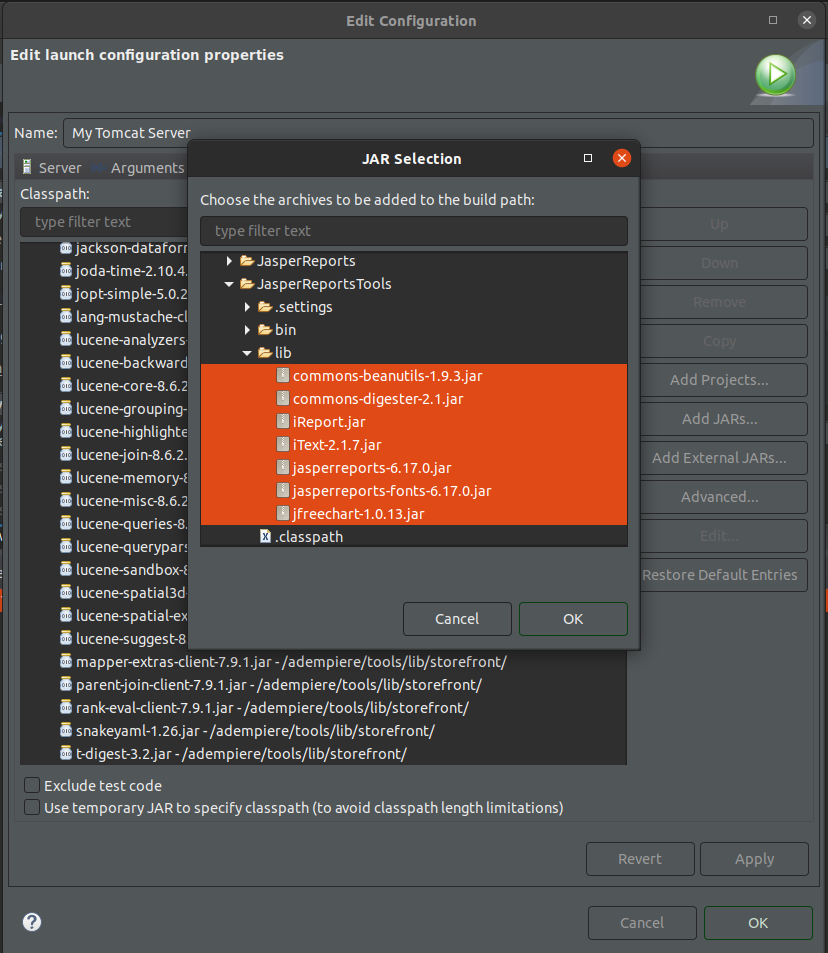 Edit Configuration
Edit launch configuration properties
Name: My Tomcat Server
Server Arguments
Classpath:
type filter text
jackson-datafor
joda-time-2.10.4.
jopt-simple-5.0.2
lang-mustache-cl
lucene-analyzers-
lucene-backward
lucene-core-8.6.2
lucene-grouping-
lucene-highlighte
lucene-join-8.6.2.
lucene-memory-8
lucene-misc-8.6.2
lucene-queries-8.
lucene-querypars
lucene-sandbox-8
lucene-spatial3d-
lucene-spatial-ex
lucene-suggest-8
mapper-extras-client-7.9.1.jar - /adempiere/tools/lib/storefront/
parent-join-client-7.9.1.jar - /adempiere/tools/lib/storefront/
rank-eval-client-7.9.1.jar - /adempiere/tools/lib/storefront/
snakeyaml-1.26.jar - /adempiere/tools/lib/storefront/
t-digest-3.2.jar - /adempiere/tools/lib/storefront/
JAR Selection
Choose the archives to be added to the build path:
type filter text
JasperReports
JasperReportsTools
.settings
bin
lib
commons-beanutils-1.9.3.jar
commons-digester-2.1.jar
iReport.jar
iText-2.1.7.jar
jasperreports-6.17.0.jar
jasperreports-fonts-6.17.0.jar
jfreechart-1.0.13.jar
.classpath
Cancel OK
Up
Down
Remove
Copy
Add Projects...
Add JARs...
Add External JARs...
Advanced...
Edit...
Restore Default Entries
Exclude test code
Use temporary JAR to specify classpath (to avoid classpath length limitations)
Revert Apply
Cancel OK